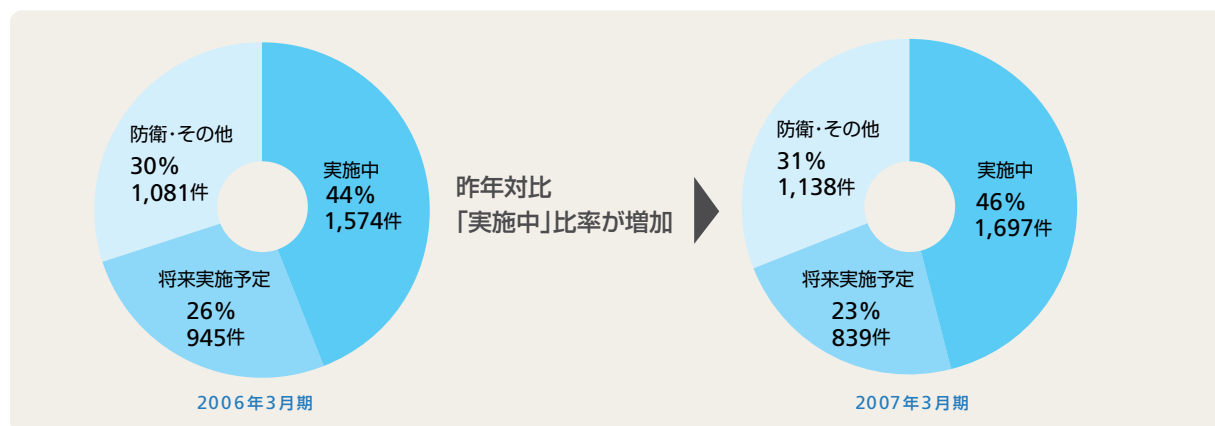 防衛・その他
30%
1,081件
実施中
44%
1,574件
将来実施予定
26%
945件
2006年3月期
昨年対比
「実施中」比率が増加
防衛・その他
31%
1,138件
実施中
46%
1,697件
将来実施予定
23%
839件
2007年3月期